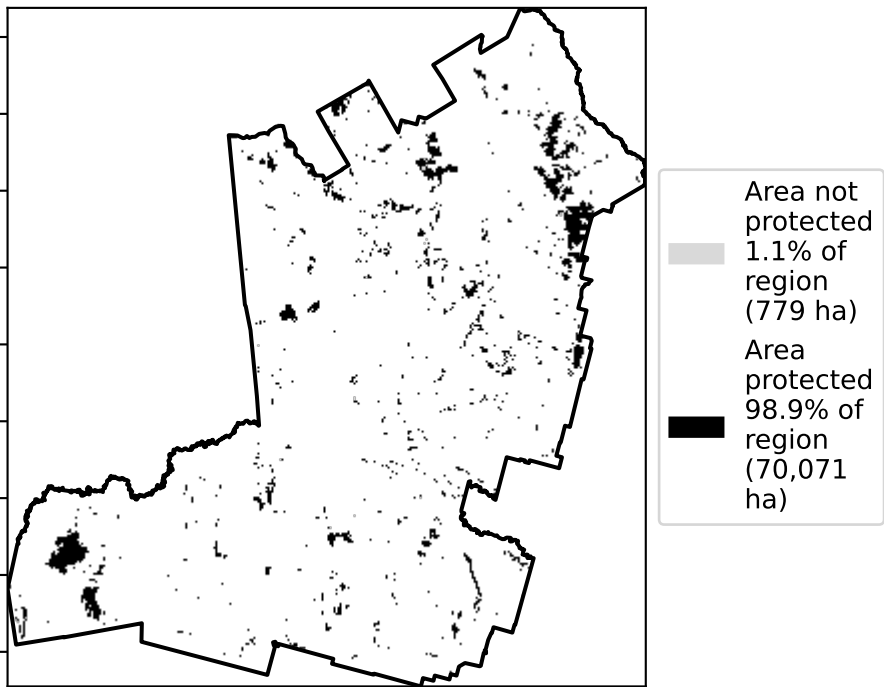 Area not
protected
1.1% of
region
(779 ha)
Area
protected
98.9% of
region
(70,071
ha)